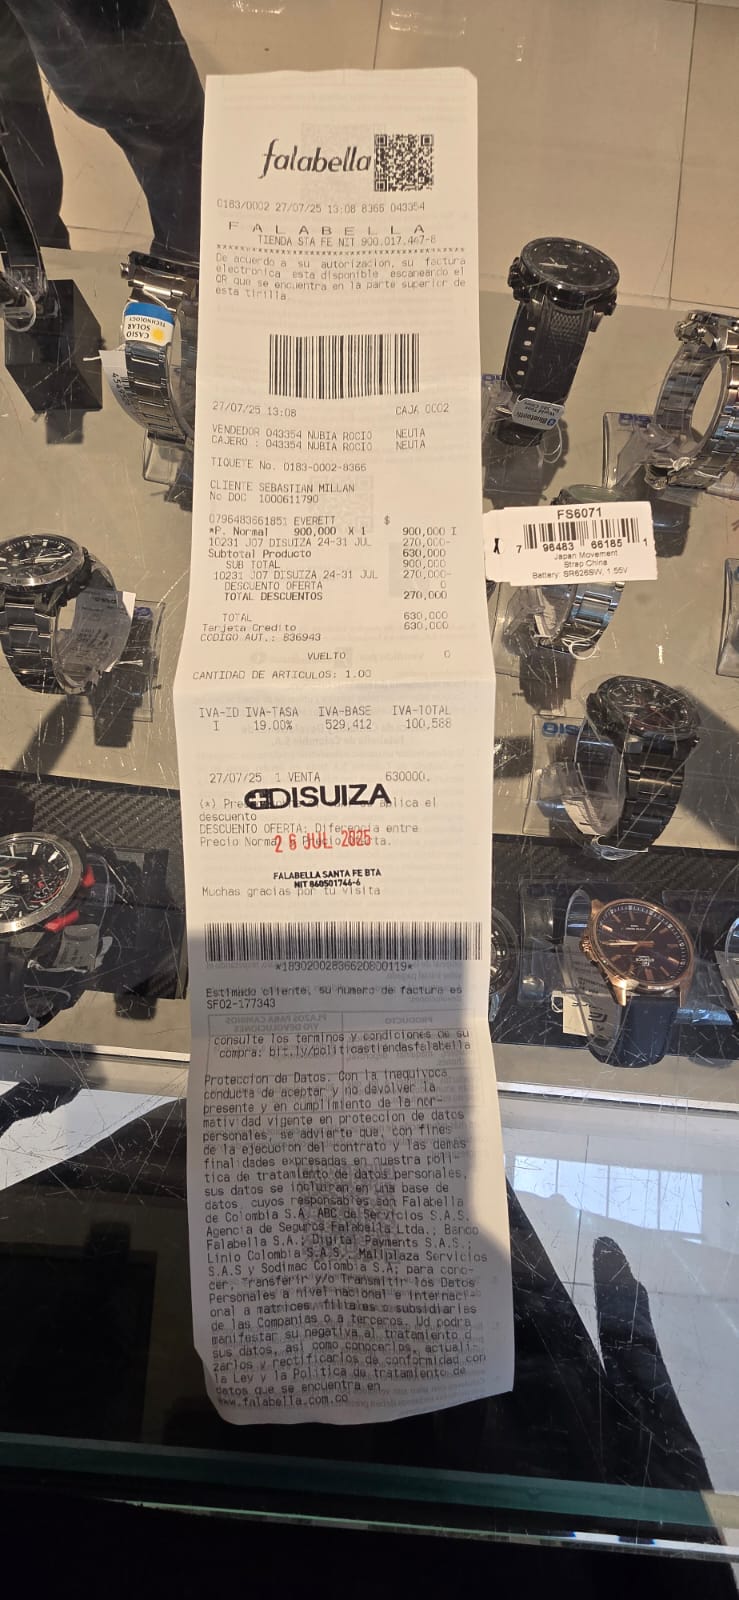 falabella
0183/0002 27/07/25 13:08 8366 043354
F A L A B E L L A
TIENDA STA FE NIT 900.017.447-8
De acuerdo a su autorizacion, su factura
electronica esta disponible escaneando el
QR que se encuentra en la parte superior de
esta tirilla.
27/07/25 13:08 CAJA 0002
VENDEDOR 043354 NUBIA ROCIO NEUTA
CAJERO : 043354 NUBIA ROCIO NEUTA
TIQUETE No. 0183-0002-8366
CLIENTE SEBASTIAN MILLAN
No DOC 1000611790
0796483661851 EVERETT $
*P. Normal 900,000 X 1 900,000 I
10231 J07 DISUIZA 24-31 JUL 270,000-
Subtotal Producto 630,000
SUB TOTAL 900,000
10231 J07 DISUIZA 24-31 JUL 270,000-
DESCUENTO OFERTA
TOTAL DESCUENTOS 270,000
TOTAL 630,000
Tarjeta Credito 630,000
CODIGO AUT.: 836943
VUELTO 0
CANTIDAD DE ARTICULOS: 1.00
IVA-ID IVA-TASA IVA-BASE IVA-TOTAL
I 19.00% 529,412 100,588
27/07/25 1 VENTA 630000.
DISUIZA
(*) aplica el
descuento
DESCUENTO OFERTA: Diferencia entre
Precio
26 JUL 2025
FALABELLA SANTA FE BTA
NIT 860501746-6
Muchas gracias por tu visita
*18302002836620800119*
Estimado cliente, su numero de factura es
SF02-177343
consulte los terminos y condiciones de su
compra: bit.ly/politicastiendasfalabella
Proteccion de Datos. Con la inequivoca
conducta de aceptar y no devolver la
presente y en cumplimiento de la nor-
matividad vigente en proteccion de datos
personales, se advierte que, con fines
de la ejecucion del contrato y las demas
finalidades expresadas en nuestra poli-
tica de tratamiento de datos personales,
sus datos se incluiran en una base de
datos, cuyos responsables son Falabella
de Colombia S.A, ABC de Servicios S.A.S,
Agencia de Seguros Falabella Ltda.; Banco
Falabella S.A.; Digital Payments S.A.S.;
Linio Colombia S.A.S.; Mallplaza Servicios
S.A.S y Sodimac Colombia S.A; para cono-
cer, Transferir y/o Transmitir los Datos
Personales a nivel nacional e internaci-
onal a matrices, filiales o subsidiarias
de las Companias o a terceros. Ud podra
manifestar su negativa al tratamiento d
sus datos, asi como conocerlos, actuali-
zarlos y rectificarlos de conformidad con
la Ley y la Politica de tratamiento de
datos que se encuentra en
www.falabella.com.co
FS6071
7 96483 66185 1
Japan Movement
Strap China
Battery: SR626SW, 1.55V
CASIO
SOLAR
TECHNOLOGY
Bluetooth